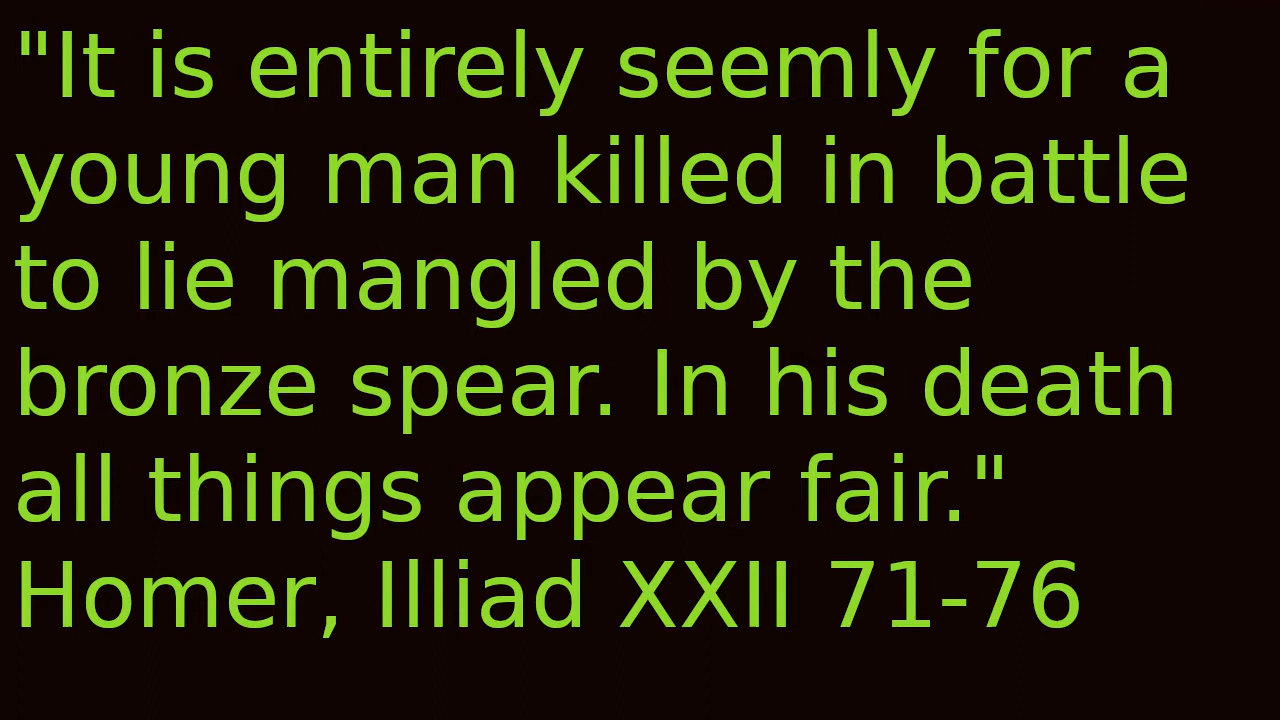 "It is entirely seemly for a
young man killed in battle
to lie mangled by the
bronze spear. In his death
all things appear fair."
Homer, Illiad XXII 71-76